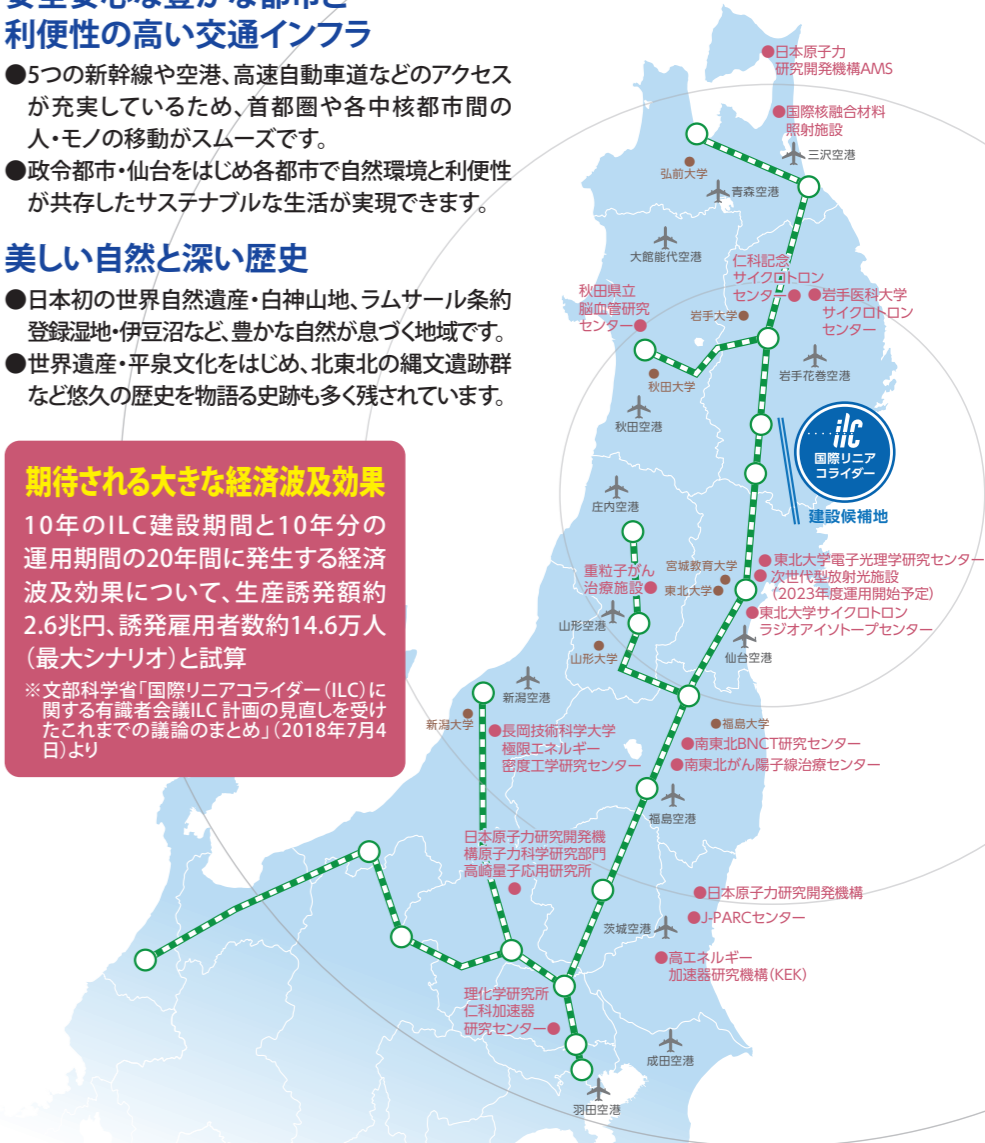 安全安心な豊かな都市と
利便性の高い交通インフラ
●5つの新幹線や空港、高速自動車道などのアクセス
が充実しているため、首都圏や各中核都市間の
人・モノの移動がスムーズです。
●政令都市・仙台をはじめ各都市で自然環境と利便性
が共存したサステナブルな生活が実現できます。
美しい自然と深い歴史
●日本初の世界自然遺産・白神山地、ラムサール条約
登録湿地・伊豆沼など、豊かな自然が息づく地域です。
●世界遺産・平泉文化をはじめ、北東北の縄文遺跡群
など悠久の歴史を物語る史跡も多く残されています。
期待される大きな経済波及効果
10年のILC建設期間と10年分の
運用期間の20年間に発生する経済
波及効果について、生産誘発額約
2.6兆円、誘発雇用者数約14.6万人
（最大シナリオ）と試算
※文部科学省「国際リニアコライダー（ILC）に
関する有識者会議ILC 計画の見直しを受け
たこれまでの議論のまとめ」（2018年7月4
日）より
日本原子力
研究開発機構AMS
国際核融合材料
照射施設
三沢空港
弘前大学
青森空港
大館能代空港
仁科記念
サイクロトロン
センター
岩手医科大学
サイクロトロン
センター
秋田県立
脳血管研究
センター
岩手大学
岩手花巻空港
秋田大学
秋田空港
ilc
国際リニア
コライダー
建設候補地
庄内空港
重粒子がん
治療施設
宮城教育大学
東北大学
東北大学電子光理学研究センター
次世代型放射光施設
（2023年度運用開始予定）
東北大学サイクロトロン
ラジオアイソトープセンター
山形空港
山形大学
仙台空港
新潟空港
新潟大学
長岡技術科学大学
極限エネルギー
密度工学研究センター
福島大学
南東北BNCT研究センター
南東北がん陽子線治療センター
福島空港
日本原子力研究開発機
構原子力科学研究部門
高崎量子応用研究所
日本原子力研究開発機構
J-PARCセンター
茨城空港
高エネルギー
加速器研究機構(KEK)
理化学研究所
仁科加速器
研究センター
成田空港
羽田空港